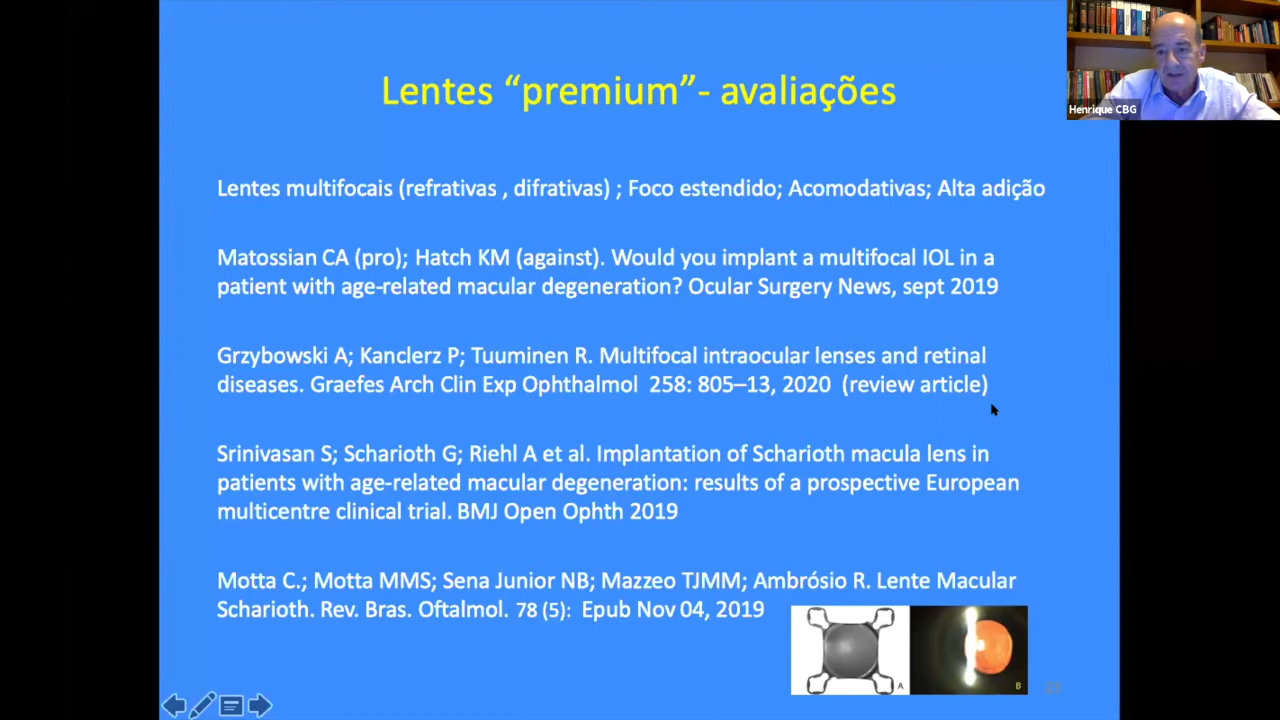 Lentes “premium”- avaliações
Henrique CBG
Lentes multifocais (refrativas , difrativas) ; Foco estendido; Acomodativas; Alta adição
Matossian CA (pro); Hatch KM (against). Would you implant a multifocal IOL in a
patient with age-related macular degeneration? Ocular Surgery News, sept 2019
Grzybowski A; Kanclerz P; Tuuminen R. Multifocal intraocular lenses and retinal
diseases. Graefes Arch Clin Exp Ophthalmol 258: 805–13, 2020 (review article)
Srinivasan S; Scharioth G; Riehl A et al. Implantation of Scharioth macula lens in
patients with age-related macular degeneration: results of a prospective European
multicentre clinical trial. BMJ Open Ophth 2019
Motta C.; Motta MMS; Sena Junior NB; Mazzeo TJMM; Ambrósio R. Lente Macular
Scharioth. Rev. Bras. Oftalmol. 78 (5): Epub Nov 04, 2019
A
B